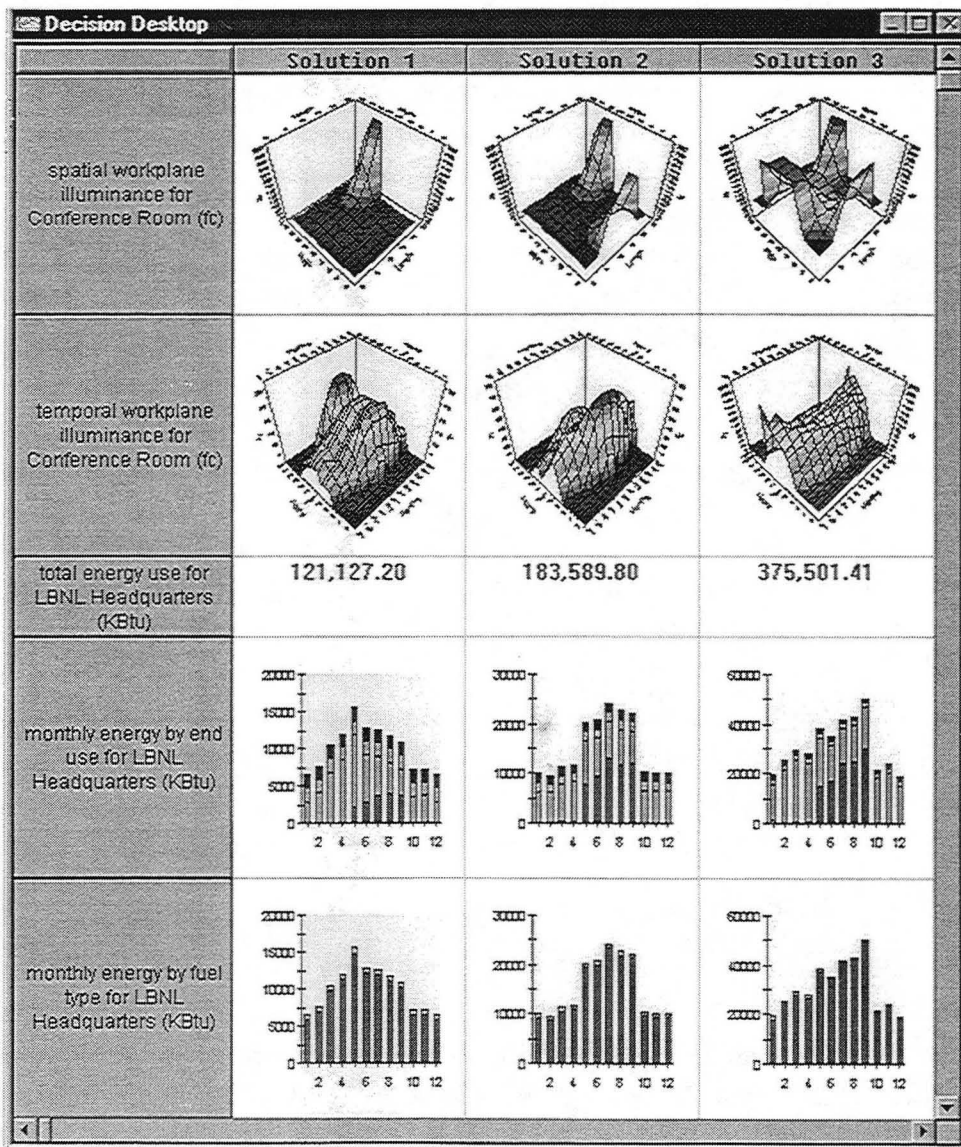 Decision Desktop
Solution 1 Solution 2 Solution 3
spatial workplane
illuminance for
Conference Room (fc)
temporal workplane
illuminance for
Conference Room (fc)
total energy use for
LBNL Headquarters
(KBtu)
121,127.20 183,589.80 375,501.41
monthly energy by end
use for LBNL
Headquarters (KBtu)
20000
15000
10000
5000
0
2 4 6 8 10 12
30000
20000
10000
0
2 4 6 8 10 12
60000
40000
20000
0
2 4 6 8 10 12
monthly energy by fuel
type for LBNL
Headquarters (KBtu)
20000
15000
10000
5000
0
2 4 6 8 10 12
30000
20000
10000
0
2 4 6 8 10 12
60000
40000
20000
0
2 4 6 8 10 12